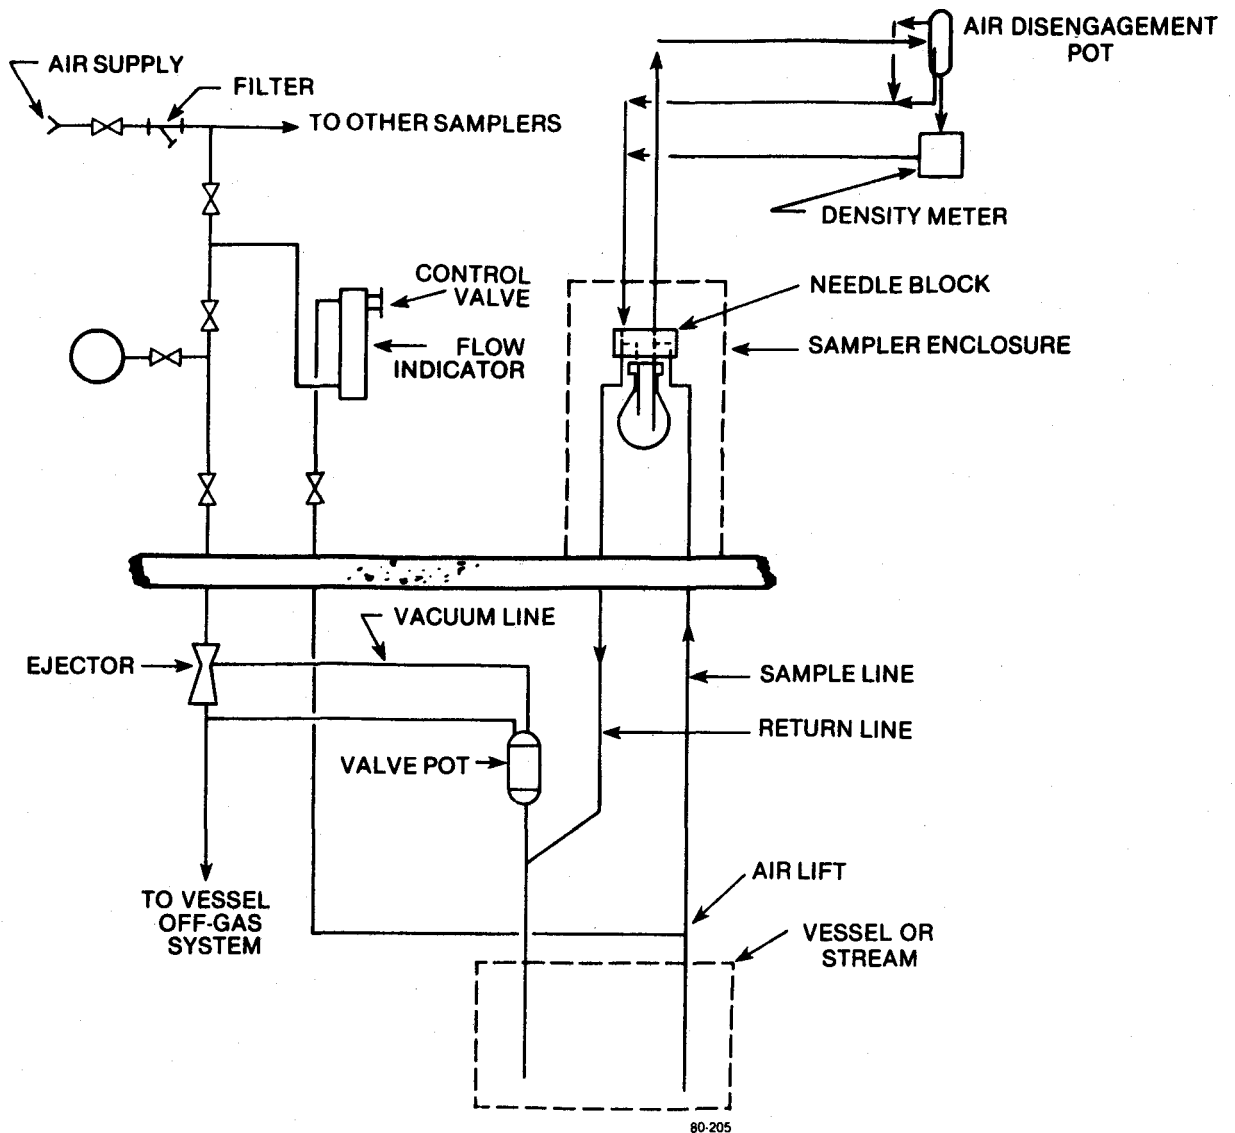 AIR DISENGAGEMENT
POT
AIR SUPPLY
FILTER
TO OTHER SAMPLERS
DENSITY METER
CONTROL
VALVE
NEEDLE BLOCK
FLOW
INDICATOR
SAMPLER ENCLOSURE
VACUUM LINE
EJECTOR
SAMPLE LINE
RETURN LINE
VALVE POT
AIR LIFT
TO VESSEL
OFF-GAS
SYSTEM
VESSEL OR
STREAM
80-205